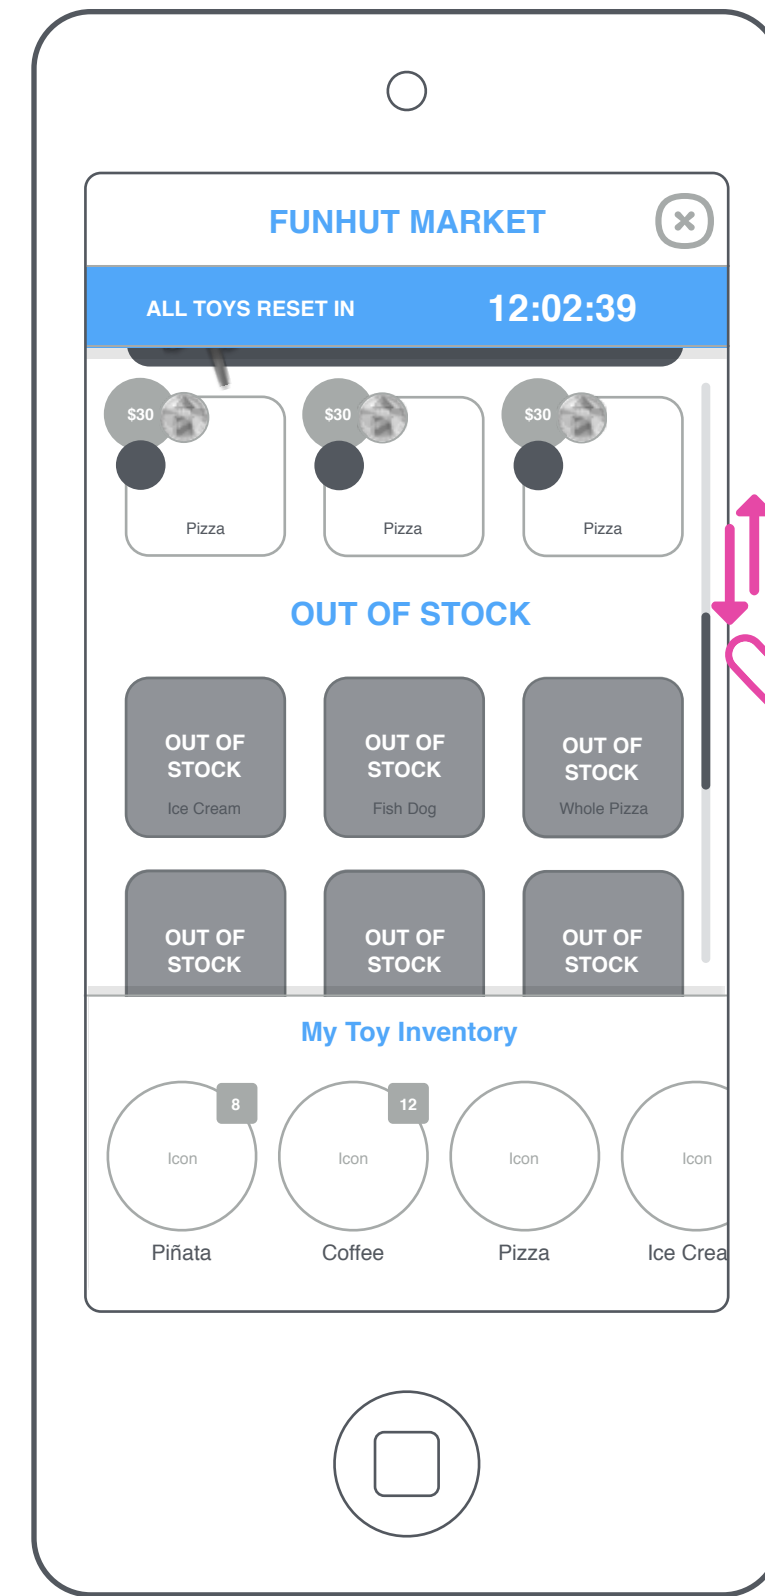 FUNHUT MARKET
ALL TOYS RESET IN 12:02:39
$30 $30 $30
Pizza Pizza Pizza
OUT OF STOCK
OUT OF
STOCK
Ice Cream
OUT OF
STOCK
Fish Dog
OUT OF
STOCK
Whole Pizza
OUT OF
STOCK
OUT OF
STOCK
OUT OF
STOCK
My Toy Inventory
8 12
Icon Icon Icon Icon
Piñata Coffee Pizza Ice Crea